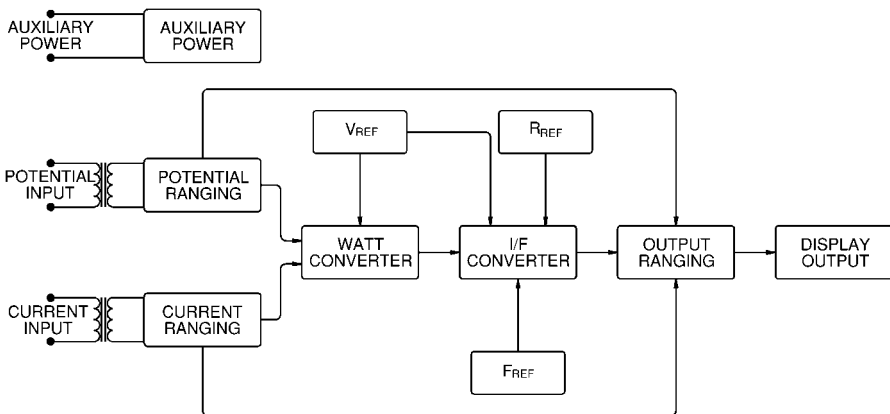 AUXILIARY
POWER
AUXILIARY
POWER
VREF
RREF
POTENTIAL
INPUT
POTENTIAL
RANGING
WATT
CONVERTER
I/F
CONVERTER
OUTPUT
RANGING
DISPLAY
OUTPUT
CURRENT
INPUT
CURRENT
RANGING
FREF